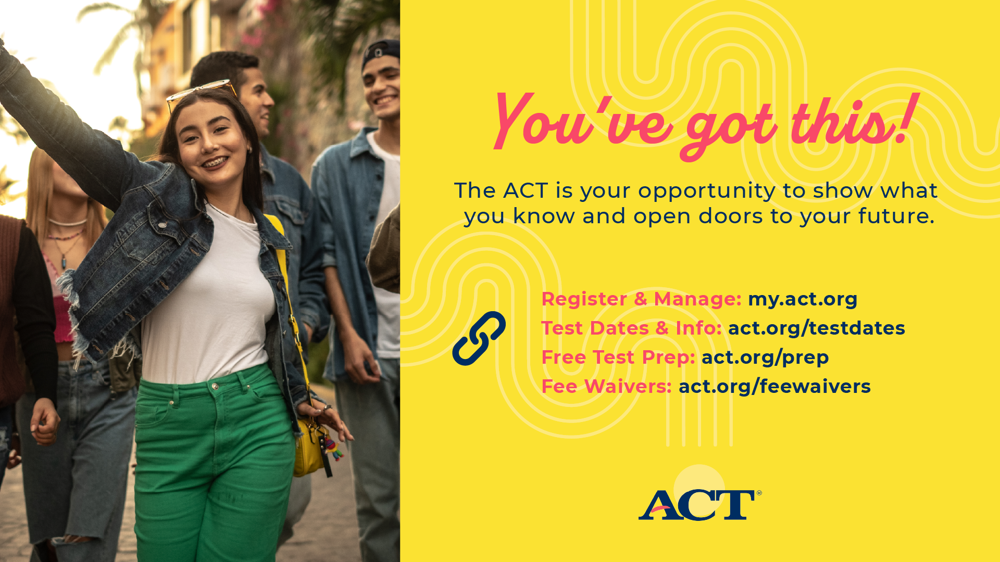 You've got this!
The ACT is your opportunity to show what
you know and open doors to your future.
Register & Manage: my.act.org
Test Dates & Info: act.org/testdates
Free Test Prep: act.org/prep
Fee Waivers: act.org/feewaivers
ACT®